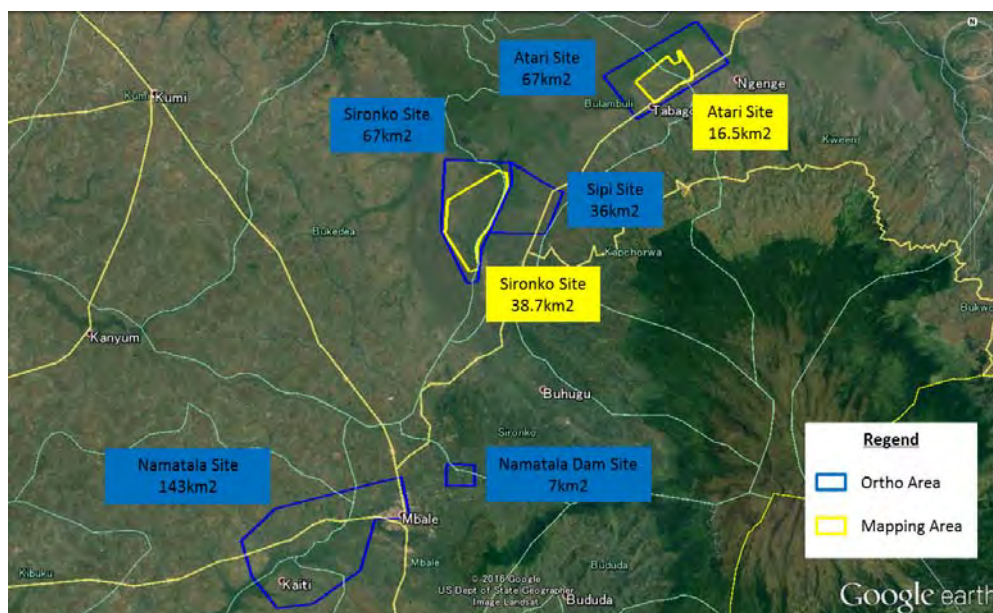 N
Atari Site
67km2
Ngenge
Kumi
Kumi
Bulambuli
Sironko Site
67km2
Atari Site
16.5km2
Kween
Sipi Site
36km2
Bukedea
Kapchorwa
Sironko Site
38.7km2
Kanyum
Buhugu
Regend
Ortho Area
Mapping Area
Sironko
Namatala Site
143km2
Namatala Dam Site
7km2
Mbale
Mbale
Kibuku
Kaiti
Bududa
Bududa
© 2016 Google
US Dept of State Geographer
Image Landsat
Google earth